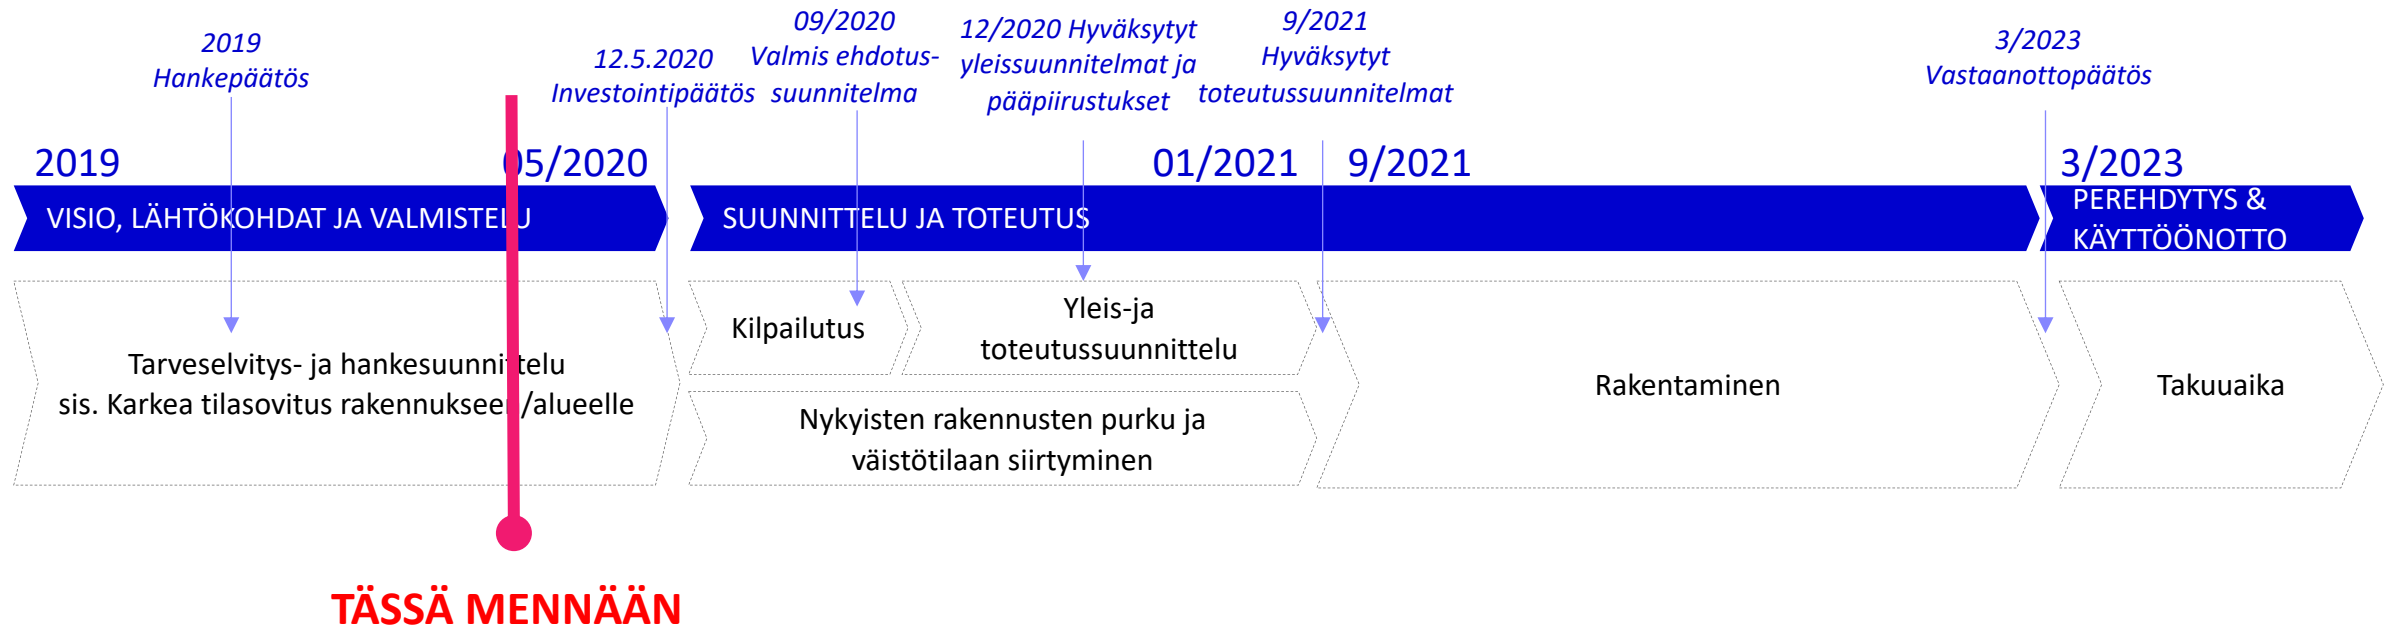 2019
Hankepäätös
12.5.2020
Investointipäätös
09/2020
Valmis ehdotus-
suunnitelma
12/2020 Hyväksytyt
yleissuunnitelmat ja
pääpiirustukset
9/2021
Hyväksytyt
toteutussuunnitelmat
3/2023
Vastaanottopäätös
2019
05/2020
01/2021
9/2021
3/2023
VISIO, LÄHTÖKOHDAT JA VALMISTELU
SUUNNITTELU JA TOTEUTUS
PEREHDYTYS &
KÄYTTÖÖNOTTO
Tarveselvitys- ja hankesuunnittelu
sis. Karkea tilasovitus rakennukseen/alueelle
Kilpailutus
Yleis-ja
toteutussuunnittelu
Nykyisten rakennusten purku ja
väistötilaan siirtyminen
Rakentaminen
Takuuaika
TÄSSÄ MENNÄÄN